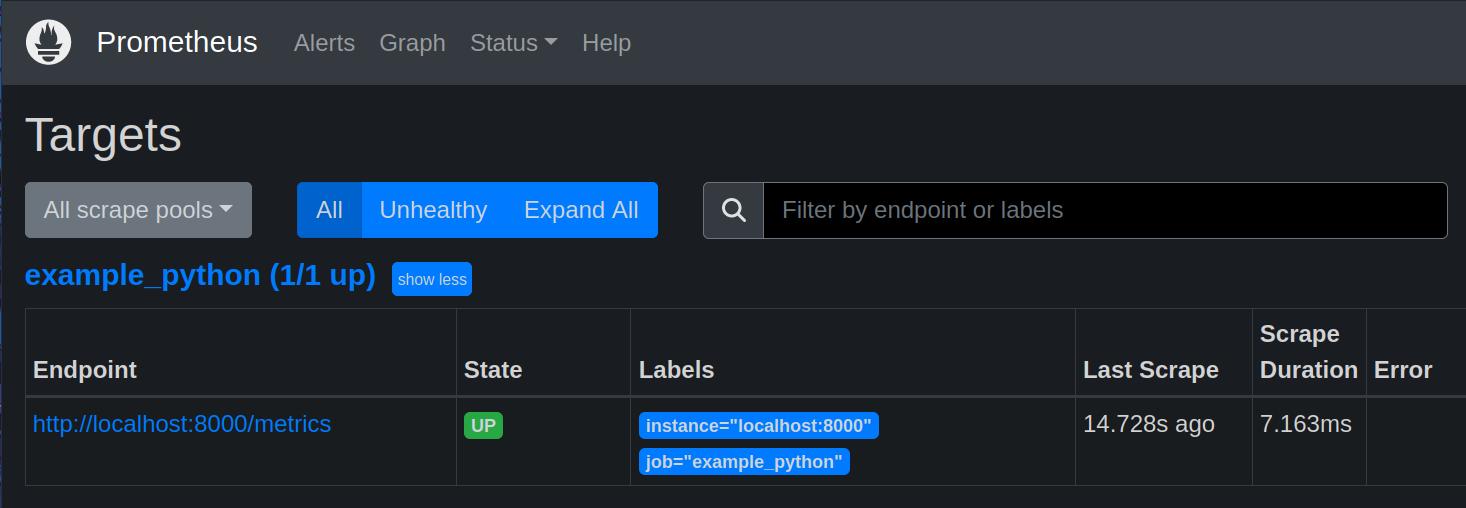 Prometheus Alerts Graph Status Help
Targets
All scrape pools All Unhealthy Expand All Filter by endpoint or labels
example_python (1/1 up) show less
Endpoint State Labels Last Scrape Scrape Duration Error
http://localhost:8000/metrics UP instance="localhost:8000" 14.728s ago 7.163ms
job="example_python"